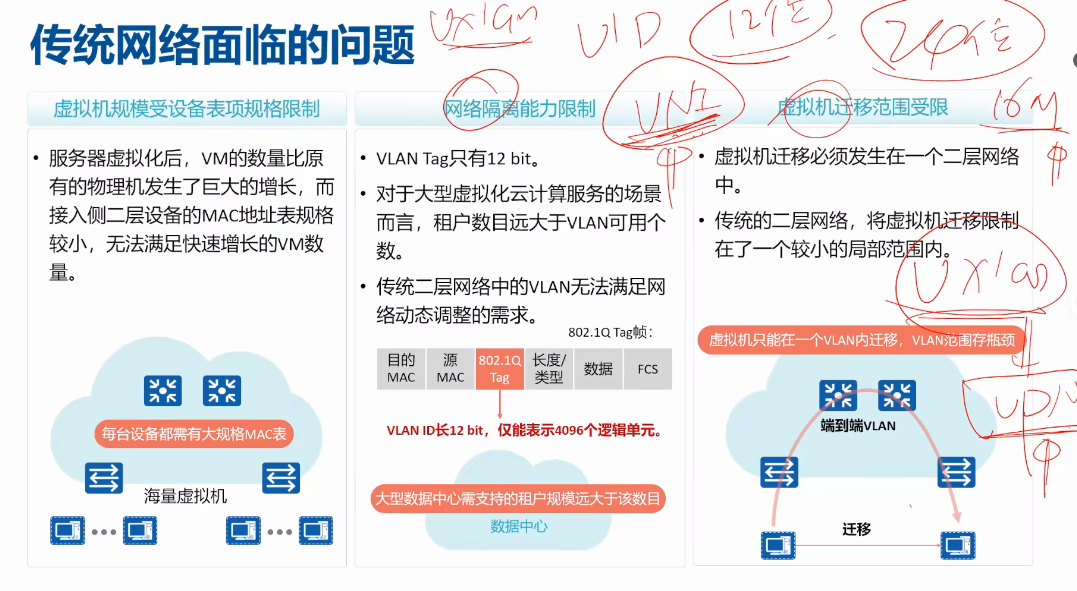 传统网络面临的问题
VXlan
VID
12个位
24个位
虚拟机规模受设备表项规格限制
• 服务器虚拟化后，VM的数量比原
有的物理机发生了巨大的增长，而
接入侧二层设备的MAC地址表规格
较小，无法满足快速增长的VM数
量。
每台设备都需有大规格MAC表
海量虚拟机
网络隔离能力限制
VNI
• VLAN Tag只有12 bit。
• 对于大型虚拟化云计算服务的场景
而言，租户数目远大于VLAN可用个
数。
• 传统二层网络中的VLAN无法满足网
络动态调整的需求。
802.1Q Tag帧：
目的
MAC
源
MAC
802.1Q
Tag
长度/
类型
数据
FCS
VLAN ID长12 bit，仅能表示4096个逻辑单元。
大型数据中心需支持的租户规模远大于该数目
数据中心
虚拟机迁移范围受限
16M
• 虚拟机迁移必须发生在一个二层网络
中。
• 传统的二层网络，将虚拟机迁移限制
在了一个较小的局部范围内。
VXlan
虚拟机只能在一个VLAN内迁移，VLAN范围存瓶颈
VPN
端到端VLAN
迁移